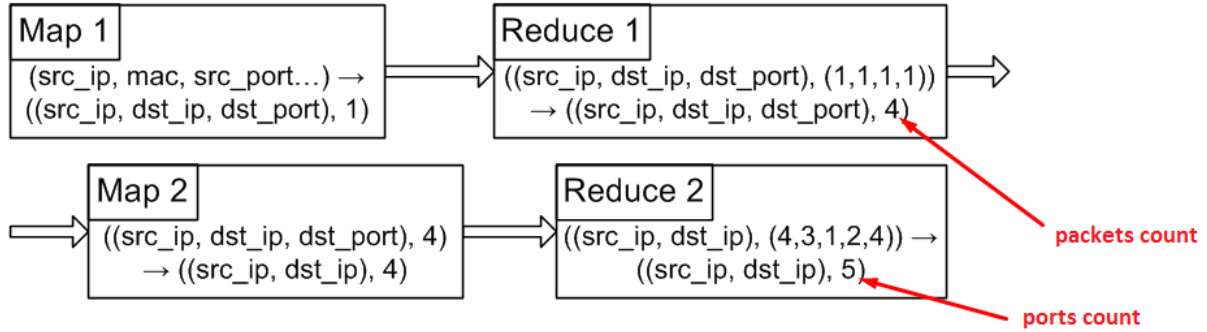 Map 1
(src_ip, mac, src_port…) →
((src_ip, dst_ip, dst_port), 1)
Reduce 1
((src_ip, dst_ip, dst_port), (1,1,1,1))
→ ((src_ip, dst_ip, dst_port), 4)
Map 2
((src_ip, dst_ip, dst_port), 4)
→ ((src_ip, dst_ip), 4)
Reduce 2
((src_ip, dst_ip), (4,3,1,2,4)) →
((src_ip, dst_ip), 5)
packets count
ports count